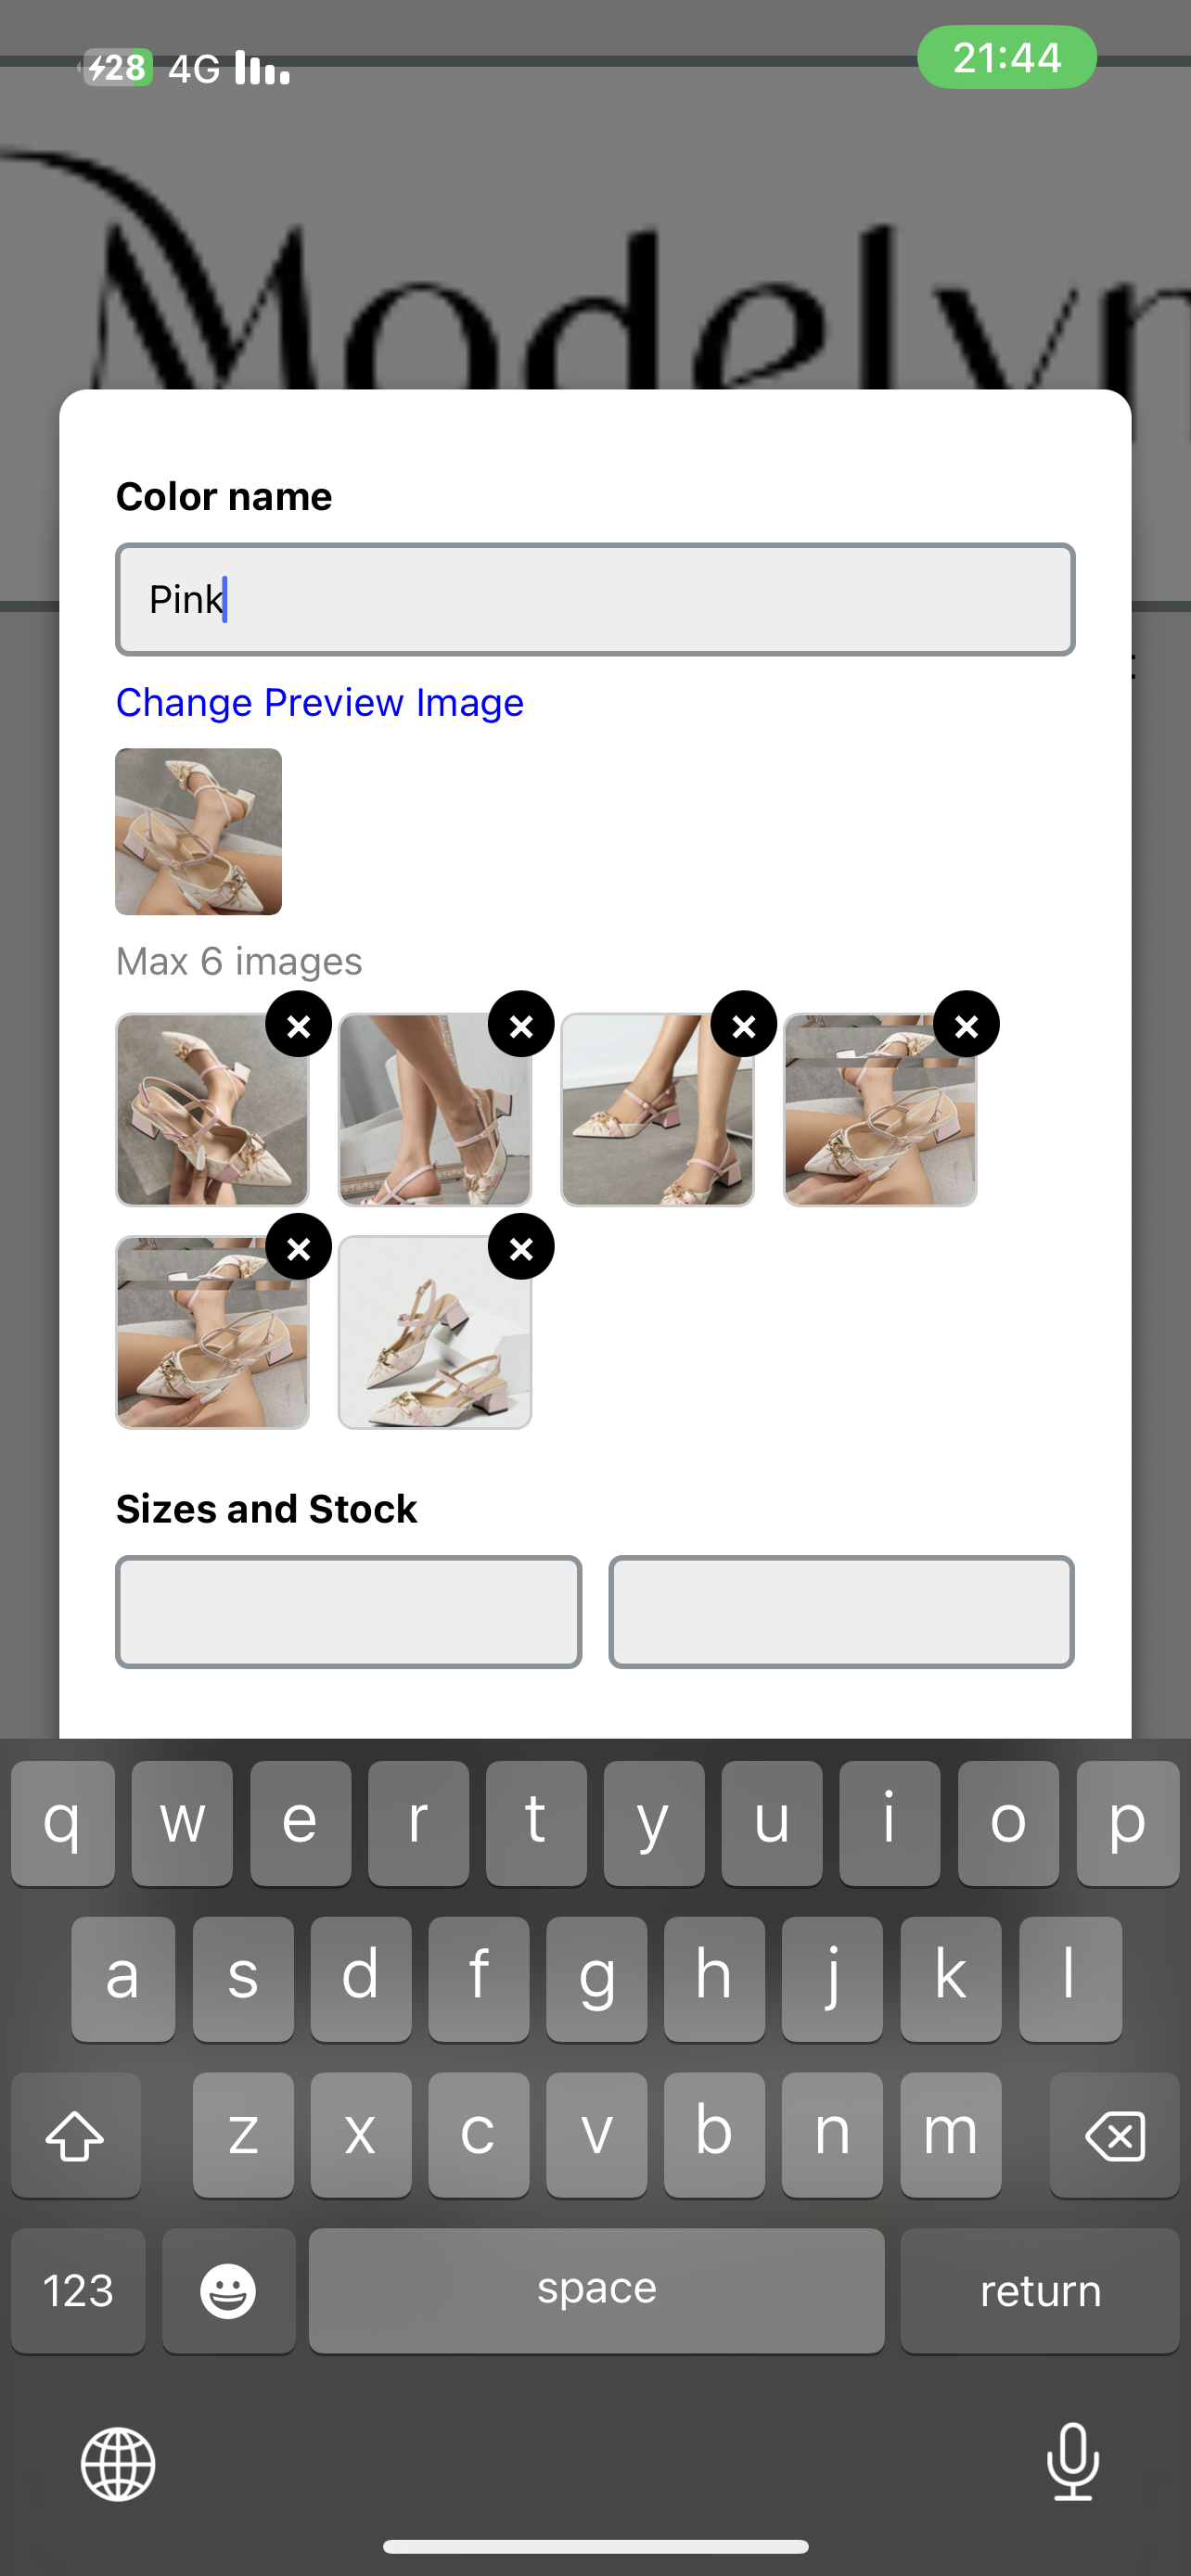 28 4G 21:44
Modelyn
Color name
Pink
Change Preview Image
Max 6 images
Sizes and Stock
q w e r t y u i o p
a s d f g h j k l
z x c v b n m
123 space return